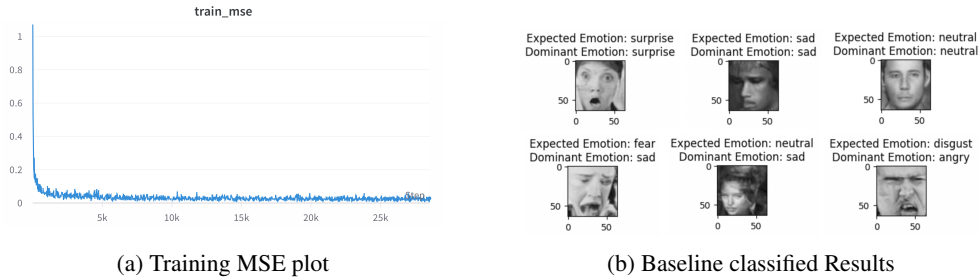 train_mse
1
0.8
0.6
0.4
0.2
0
5k
10k
15k
20k
25k
Step
(a) Training MSE plot
Expected Emotion: surprise
Dominant Emotion: surprise
0
50
0
50
Expected Emotion: sad
Dominant Emotion: sad
0
50
0
50
Expected Emotion: neutral
Dominant Emotion: neutral
0
50
0
50
Expected Emotion: fear
Dominant Emotion: sad
0
50
0
50
Expected Emotion: neutral
Dominant Emotion: sad
0
50
0
50
Expected Emotion: disgust
Dominant Emotion: angry
0
50
0
50
(b) Baseline classified Results